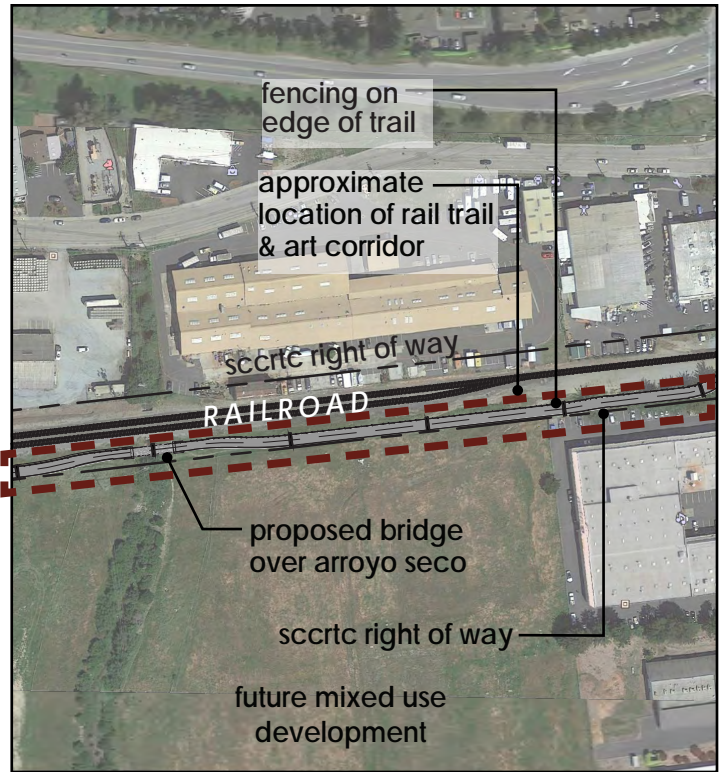 fencing on
edge of trail
approximate
location of rail trail
& art corridor
sccrtc right of way
RAILROAD
proposed bridge
over arroyo seco
sccrtc right of way
future mixed use
development